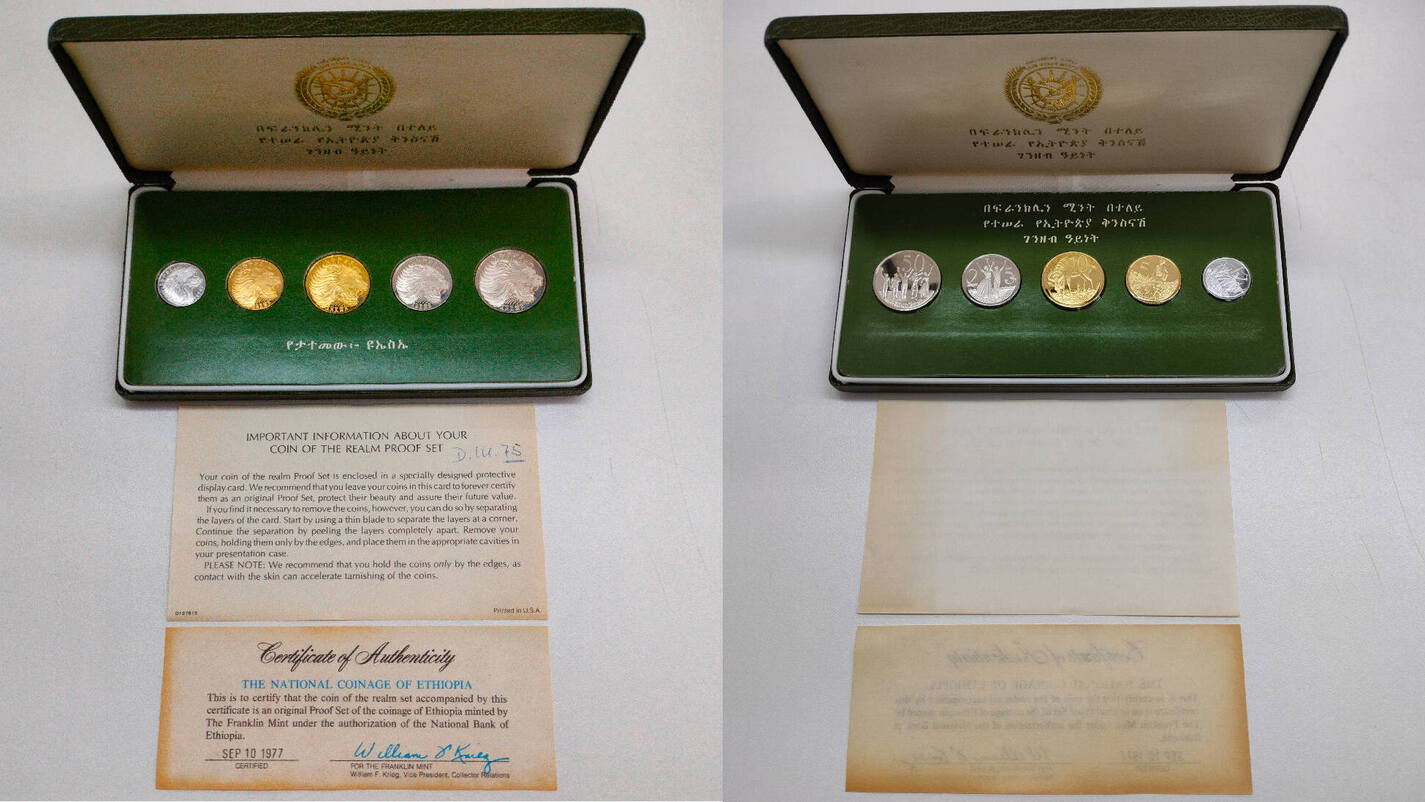 በፍራንክሊን ሚንት በተለይ
የተሠራ የኢትዮጵያ ቅንስናሽ
ገንዘብ ዓይነት
የታተመው፡- ዩኤስኤ
IMPORTANT INFORMATION ABOUT YOUR
COIN OF THE REALM PROOF SET
Your coin of the realm Proof Set is enclosed in a specially designed protective
display card. We recommend that you leave your coins in this card to forever certify
them as an original Proof Set, protect their beauty and assure their future value.
If you find it necessary to remove the coins, however, you can do so by separating
the layers of the card. Start by using a thin blade to separate the layers at a corner.
Continue the separation by peeling the layers completely apart. Remove your
coins, holding them only by the edges, and place them in the appropriate cavities in
your presentation case.
PLEASE NOTE: We recommend that you hold the coins only by the edges, as
contact with the skin can accelerate tarnishing of the coins.
Printed in U.S.A.
Certificate of Authenticity
THE NATIONAL COINAGE OF ETHIOPIA
This is to certify that the coin of the realm set accompanied by this
certificate is an original Proof Set of the coinage of Ethiopia minted by
The Franklin Mint under the authorization of the National Bank of
Ethiopia.
SEP 10 1977
CERTIFIED
FOR THE FRANKLIN MINT
William F. Krieg, Vice President, Collector Relations
በፍራንክሊን ሚንት በተለይ
የተሠራ የኢትዮጵያ ቅንስናሽ
ገንዘብ ዓይነት
በፍራንክሊን ሚንት በተለይ
የተሠራ የኢትዮጵያ ቅንስናሽ
ገንዘብ ዓይነት
50
25
10
5